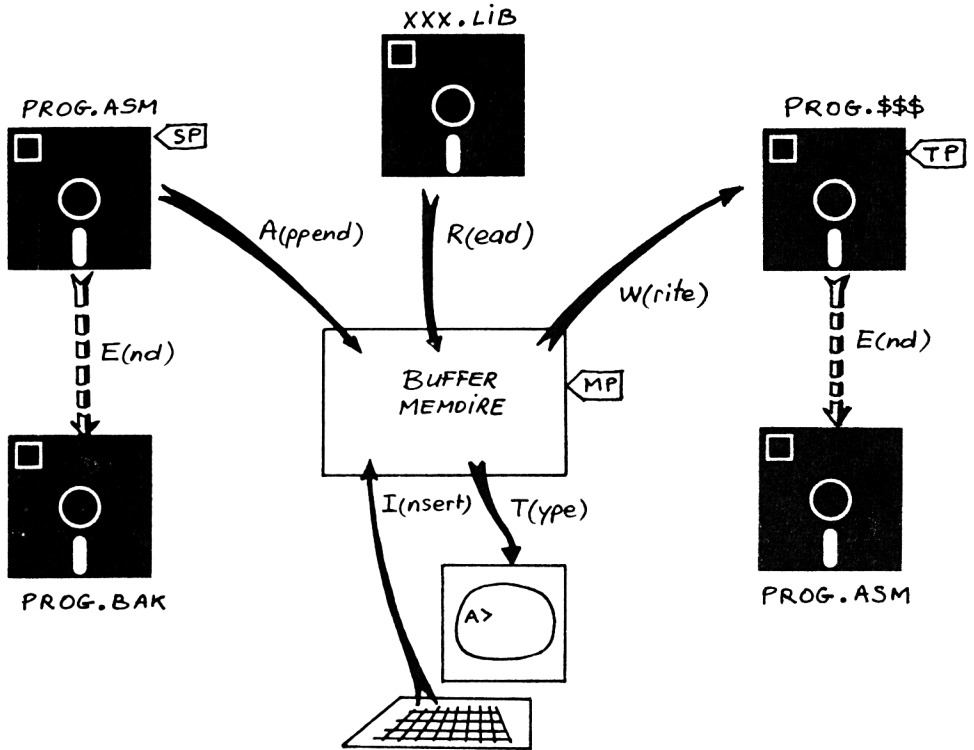 XXX.LIB
PROG.ASM
SP
PROG.$$$
TP
A(ppend)
R(ead)
W(rite)
E(nd)
E(nd)
BUFFER
MEMOIRE
MP
I(nsert)
T(ype)
PROG.BAK
A>
PROG.ASM